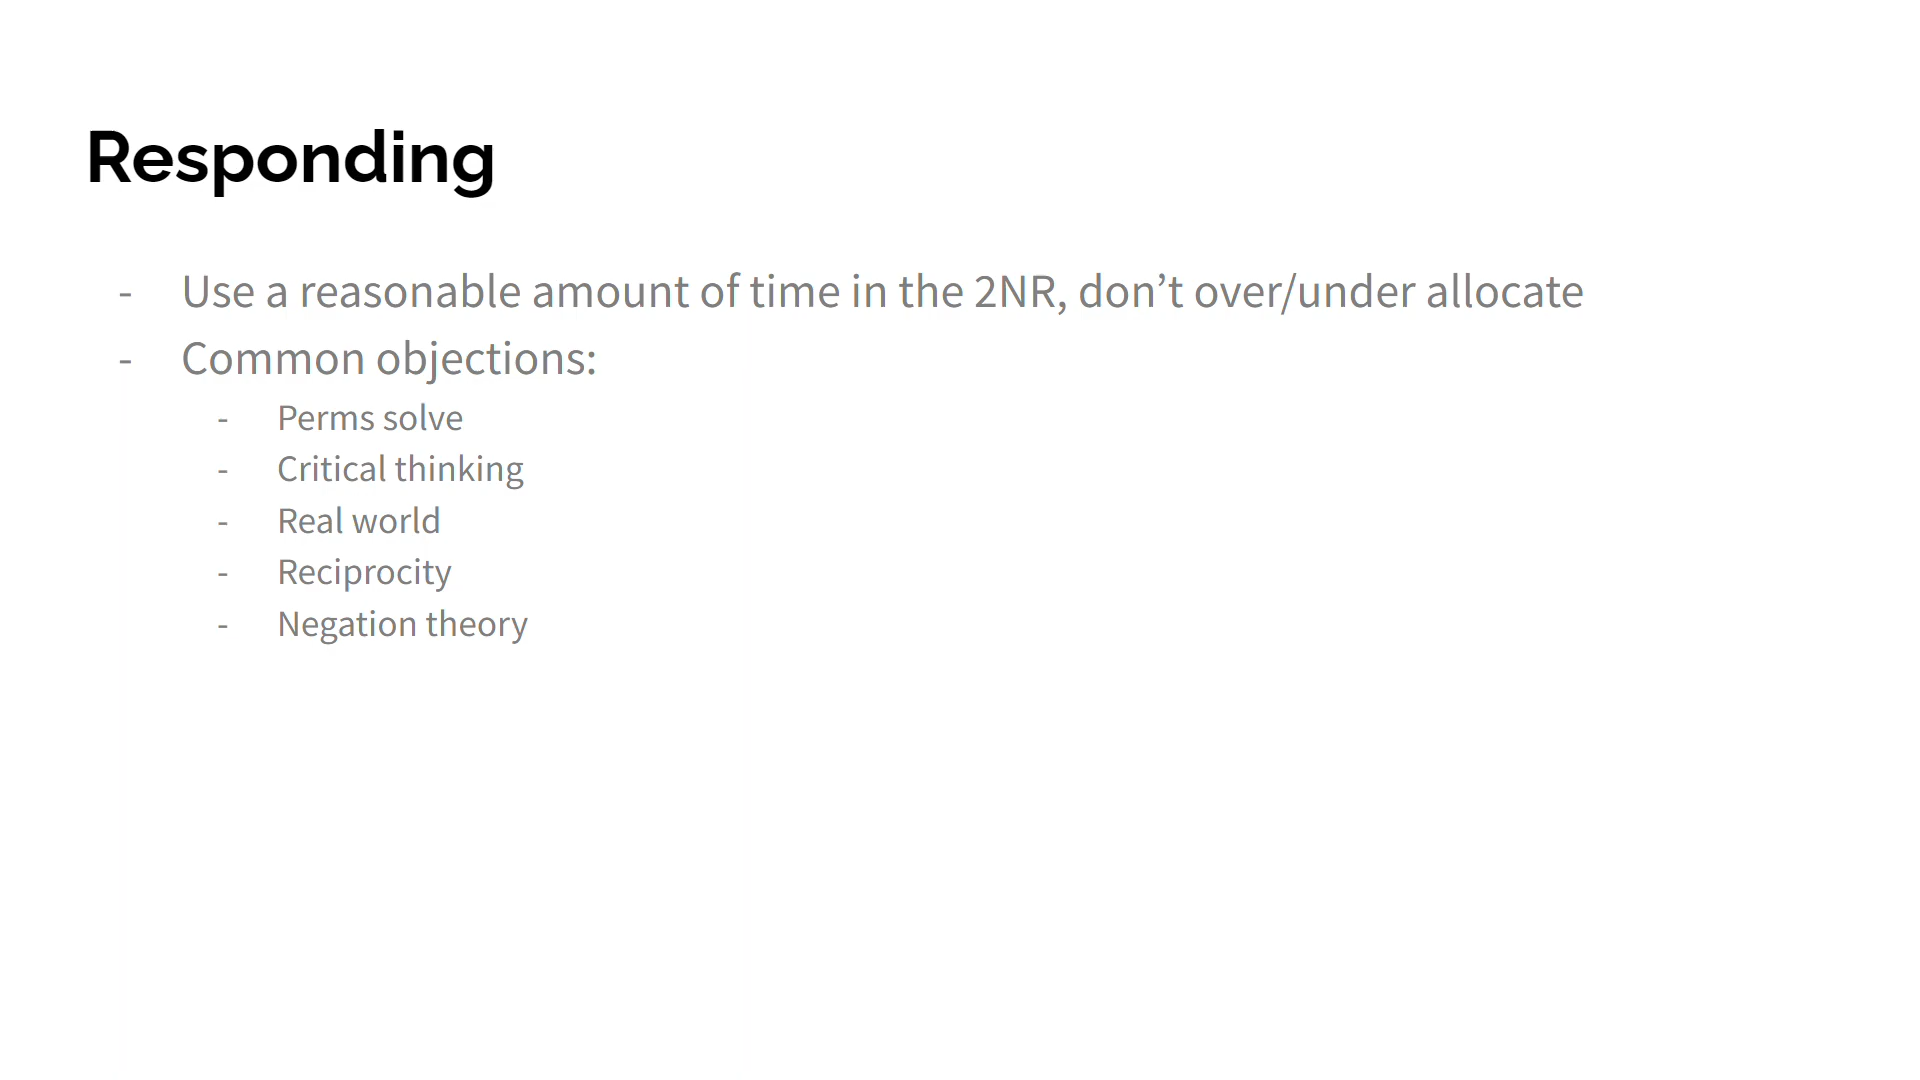 Responding
- Use a reasonable amount of time in the 2NR, don’t over/under allocate
- Common objections:
- Perms solve
- Critical thinking
- Real world
- Reciprocity
- Negation theory